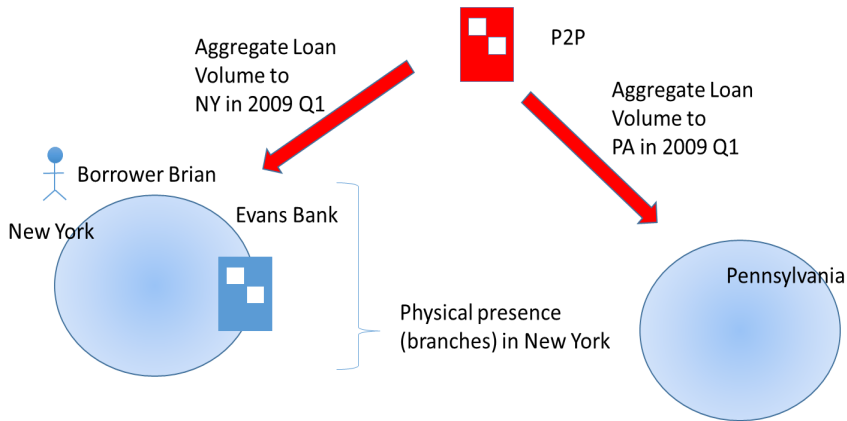 P2P
Aggregate Loan
Volume to
NY in 2009 Q1
Aggregate Loan
Volume to
PA in 2009 Q1
Borrower Brian
New York
Evans Bank
Pennsylvania
Physical presence
(branches) in New York